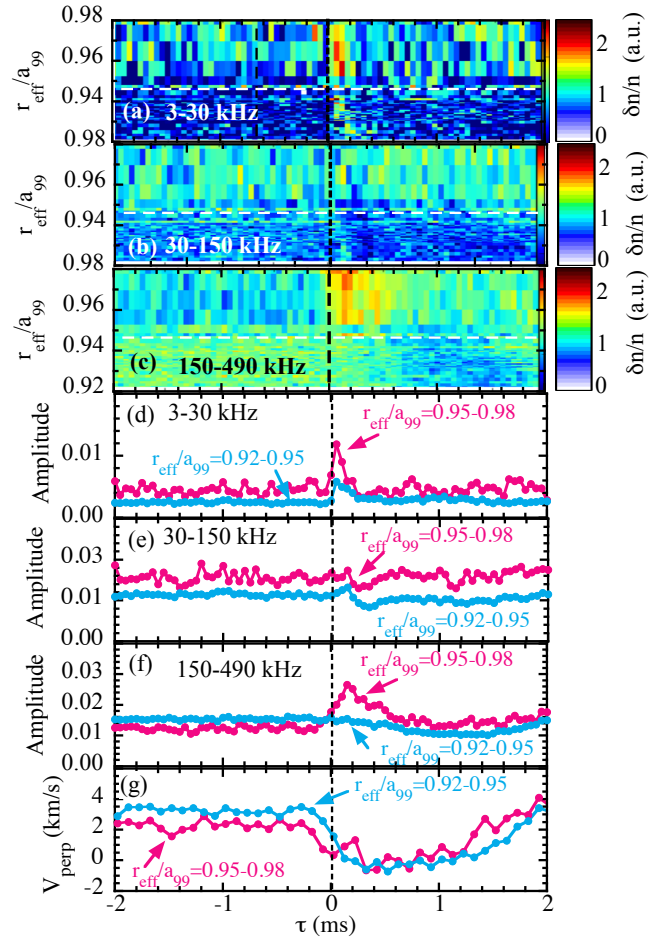 0.98
0.96
0.94
0.98
r_eff/a_99
(a) 3-30 kHz
2
1
0
δn/n (a.u.)
0.96
0.94
0.98
r_eff/a_99
(b) 30-150 kHz
2
1
0
δn/n (a.u.)
0.96
0.94
0.92
r_eff/a_99
(c) 150-490 kHz
2
1
0
δn/n (a.u.)
(d) 3-30 kHz
r_eff/a_99=0.95-0.98
r_eff/a_99=0.92-0.95
0.01
0.00
Amplitude
(e) 30-150 kHz
r_eff/a_99=0.95-0.98
r_eff/a_99=0.92-0.95
0.03
0.01
0.00
Amplitude
(f) 150-490 kHz
r_eff/a_99=0.95-0.98
r_eff/a_99=0.92-0.95
0.03
0.02
0.01
0.00
Amplitude
(g)
r_eff/a_99=0.92-0.95
r_eff/a_99=0.95-0.98
4
2
0
-2
V_perp (km/s)
-2 -1 0 1 2
τ (ms)